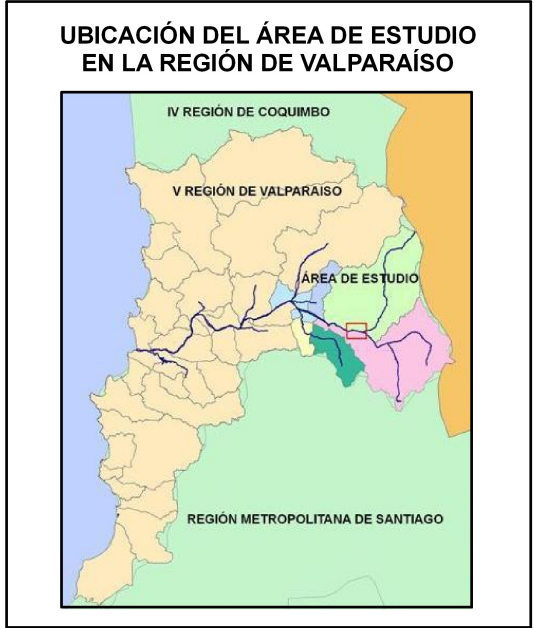 UBICACIÓN DEL ÁREA DE ESTUDIO
EN LA REGIÓN DE VALPARAÍSO
IV REGIÓN DE COQUIMBO
V REGIÓN DE VALPARAISO
ÁREA DE ESTUDIO
REGIÓN METROPOLITANA DE SANTIAGO